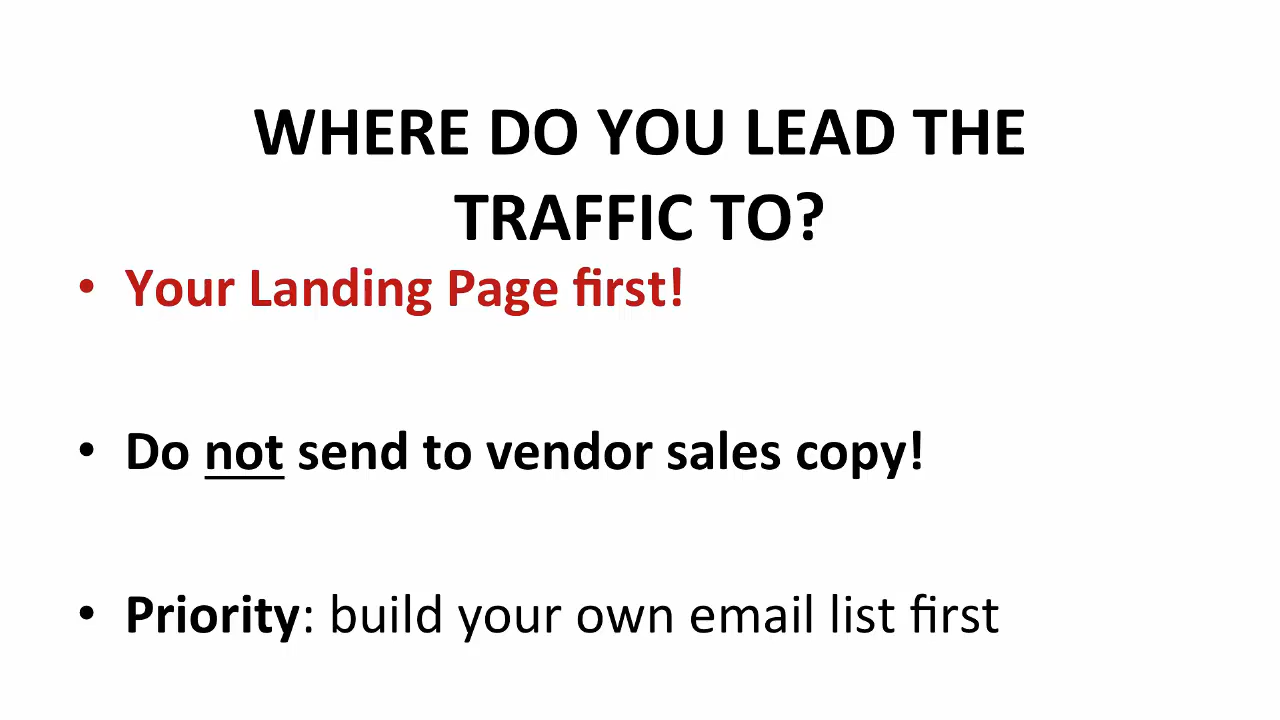 WHERE DO YOU LEAD THE
TRAFFIC TO?
• Your Landing Page first!
• Do not send to vendor sales copy!
• Priority: build your own email list first